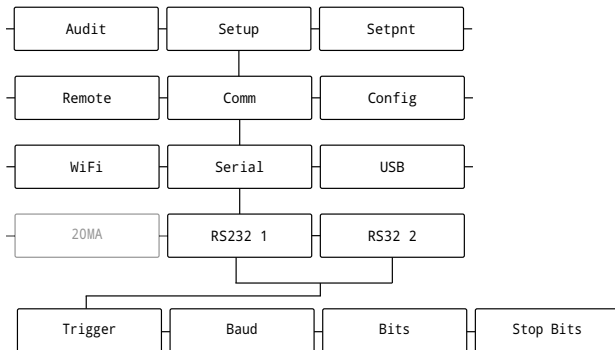 Audit Setup Setpnt
Remote Comm Config
WiFi Serial USB
20MA RS232 1 RS32 2
Trigger Baud Bits Stop Bits